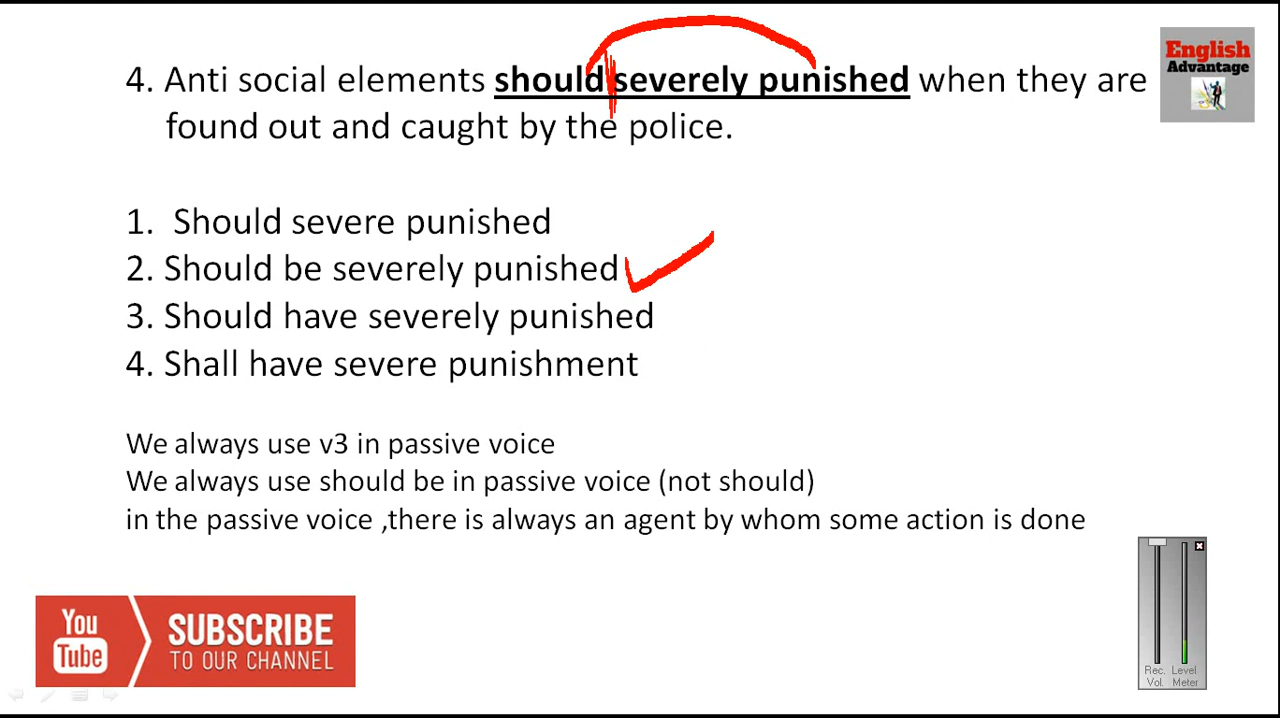 4. Anti social elements should severely punished when they are
found out and caught by the police.
English
Advantage
1. Should severe punished
2. Should be severely punished
3. Should have severely punished
4. Shall have severe punishment
We always use v3 in passive voice
We always use should be in passive voice (not should)
in the passive voice ,there is always an agent by whom some action is done
You
Tube
SUBSCRIBE
TO OUR CHANNEL
Rec. Level
Vol. Meter